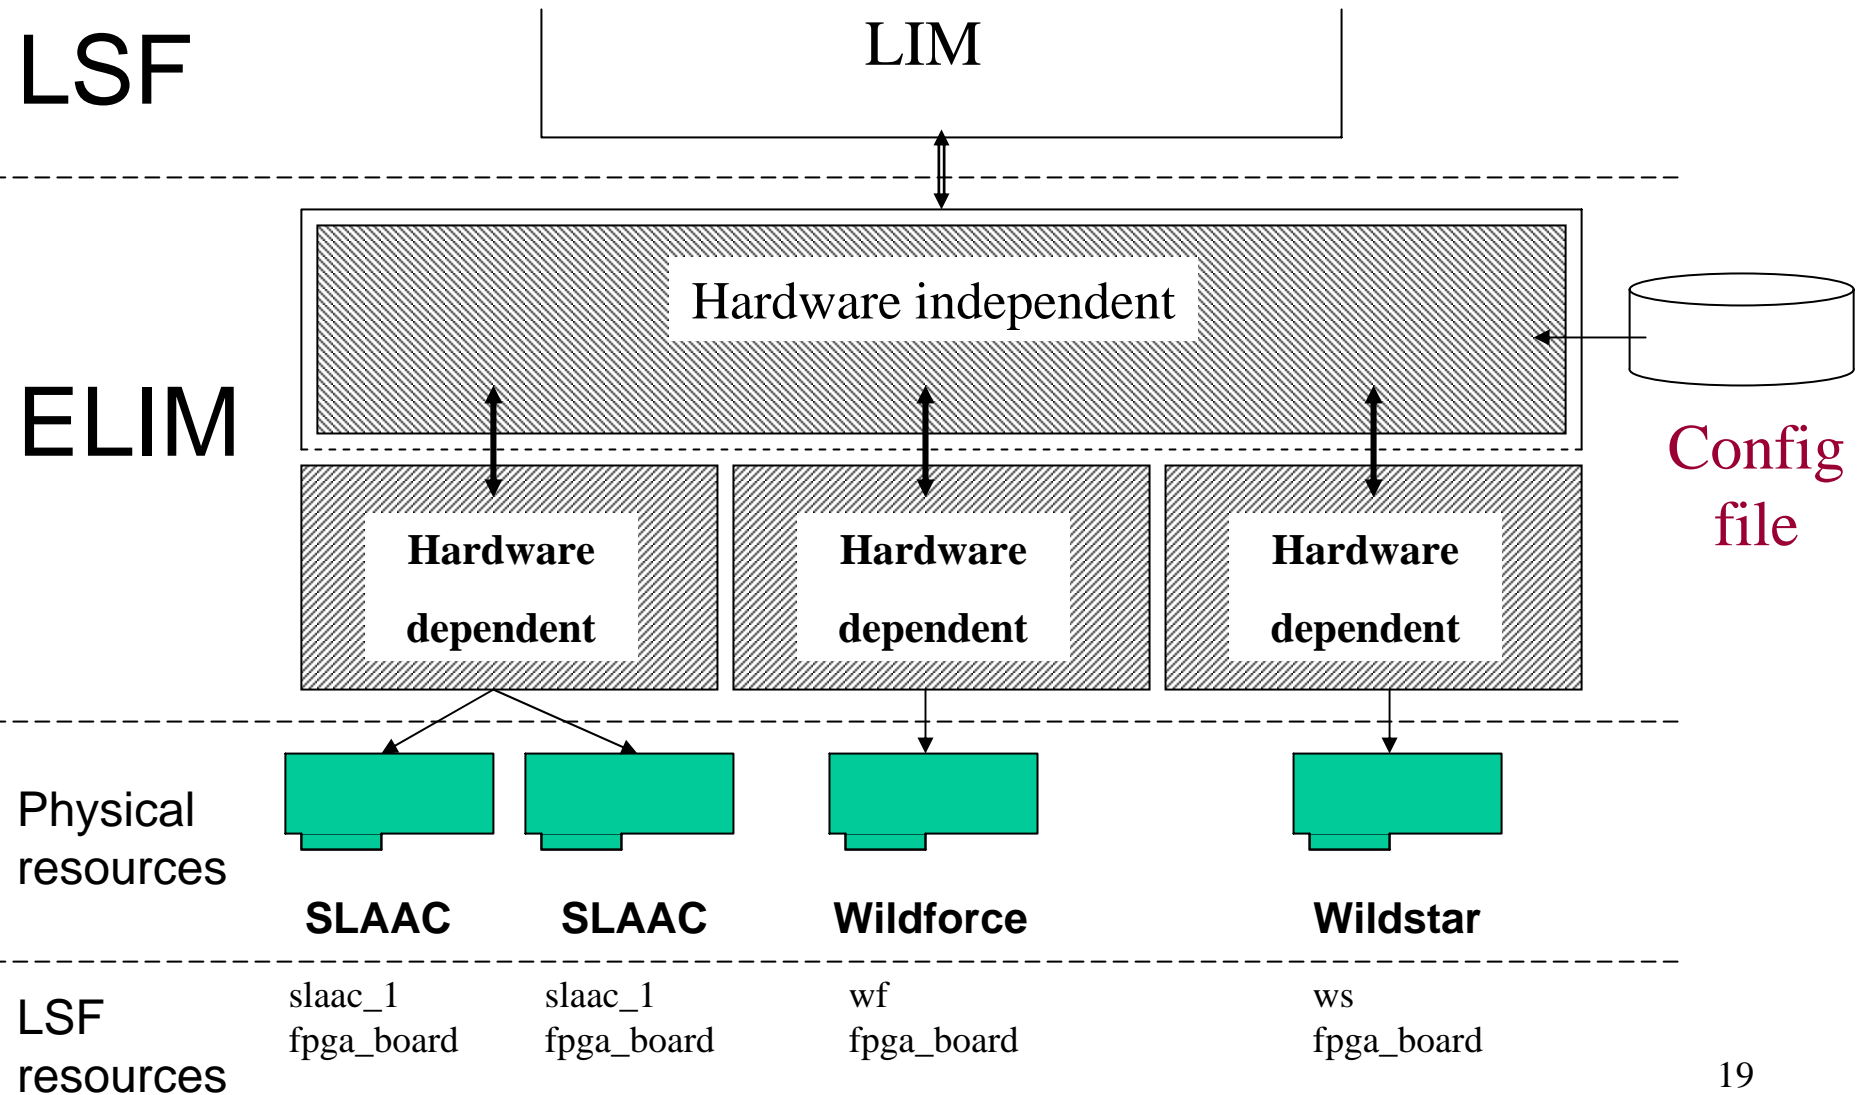 LSF
LIM
Hardware independent
ELIM
Config
file
Hardware
dependent
Hardware
dependent
Hardware
dependent
Physical
resources
SLAAC
SLAAC
Wildforce
Wildstar
LSF
resources
slaac_1
fpga_board
slaac_1
fpga_board
wf
fpga_board
ws
fpga_board
19